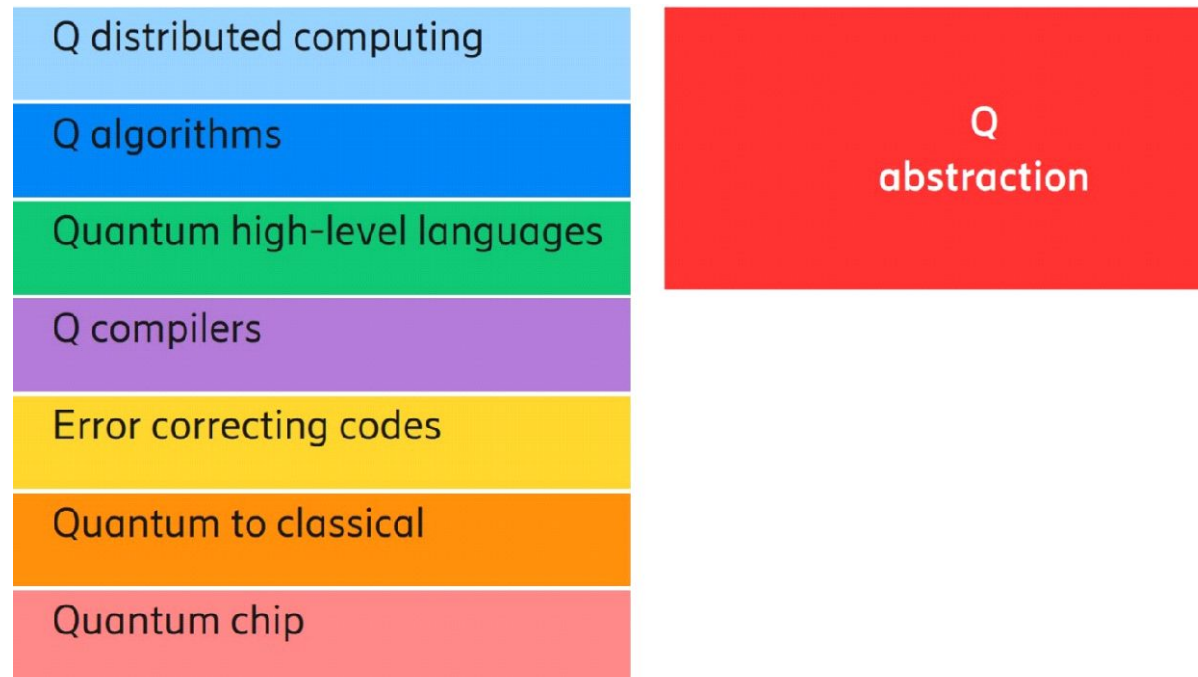 Q distributed computing
Q algorithms
Quantum high-level languages
Q compilers
Error correcting codes
Quantum to classical
Quantum chip
Q
abstraction